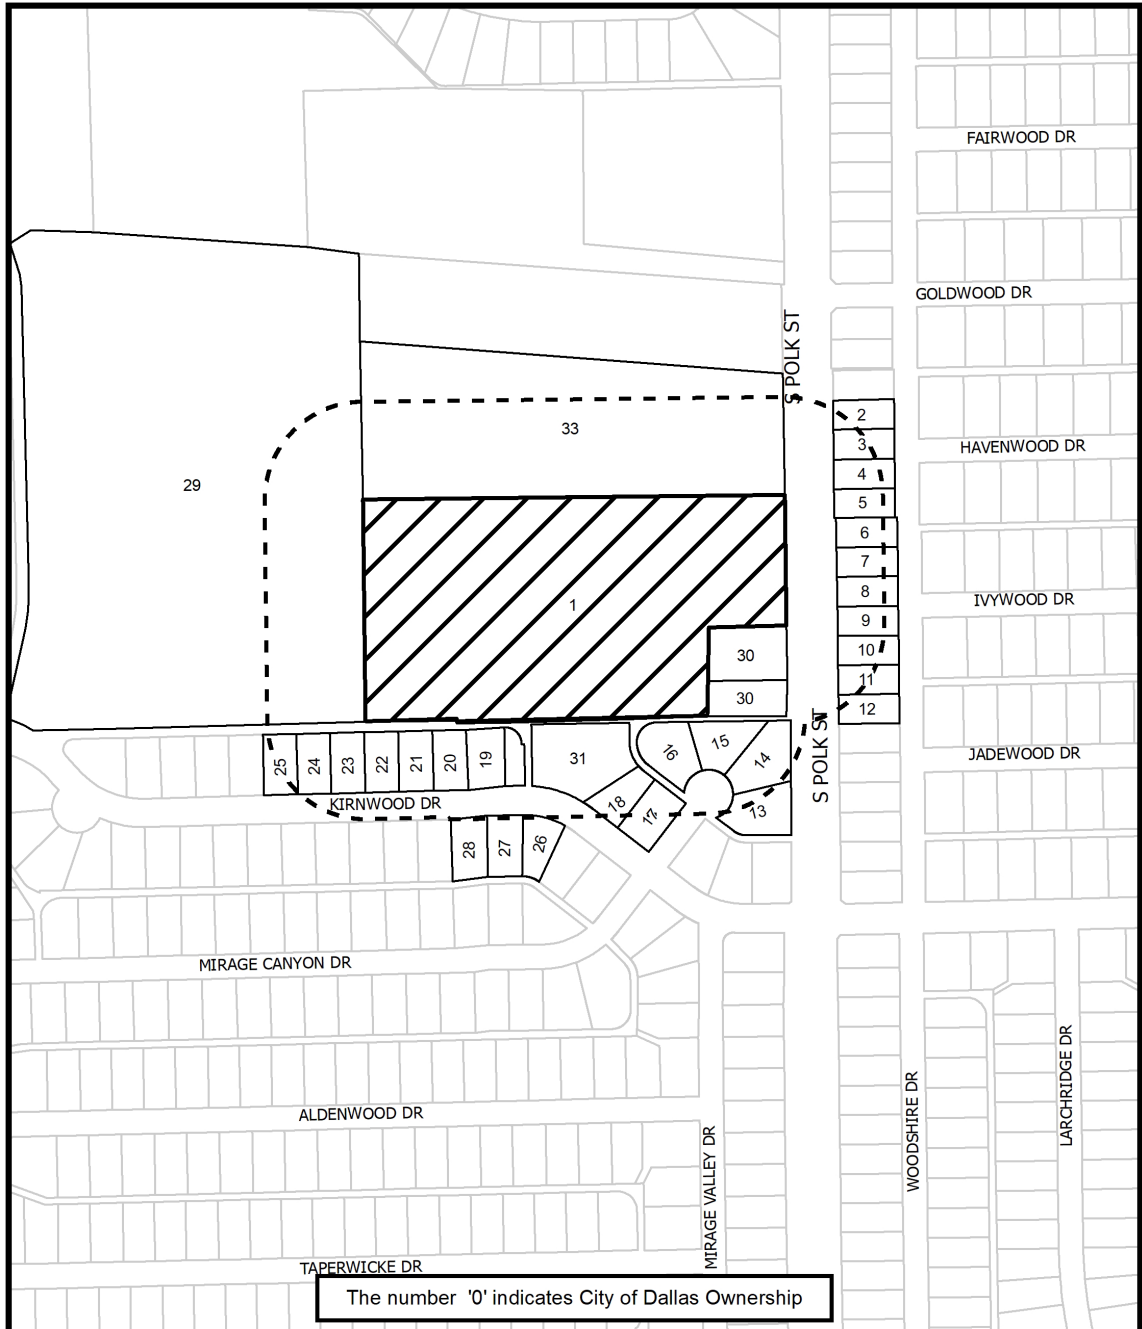 FAIRWOOD DR
GOLDWOOD DR
S POLK ST
2
33
3
HAVENWOOD DR
4
29
5
6
7
8
IVYWOOD DR
1
9
10
30
11
30
12
S POLK ST
15
16
14
JADEWOOD DR
31
25
24
23
22
21
20
19
KIRNWOOD DR
18
17
13
28
27
26
MIRAGE CANYON DR
LARCHRIDGE DR
WOODSHIRE DR
ALDENWOOD DR
MIRAGE VALLEY DR
TAPERWICKE DR
The number '0' indicates City of Dallas Ownership